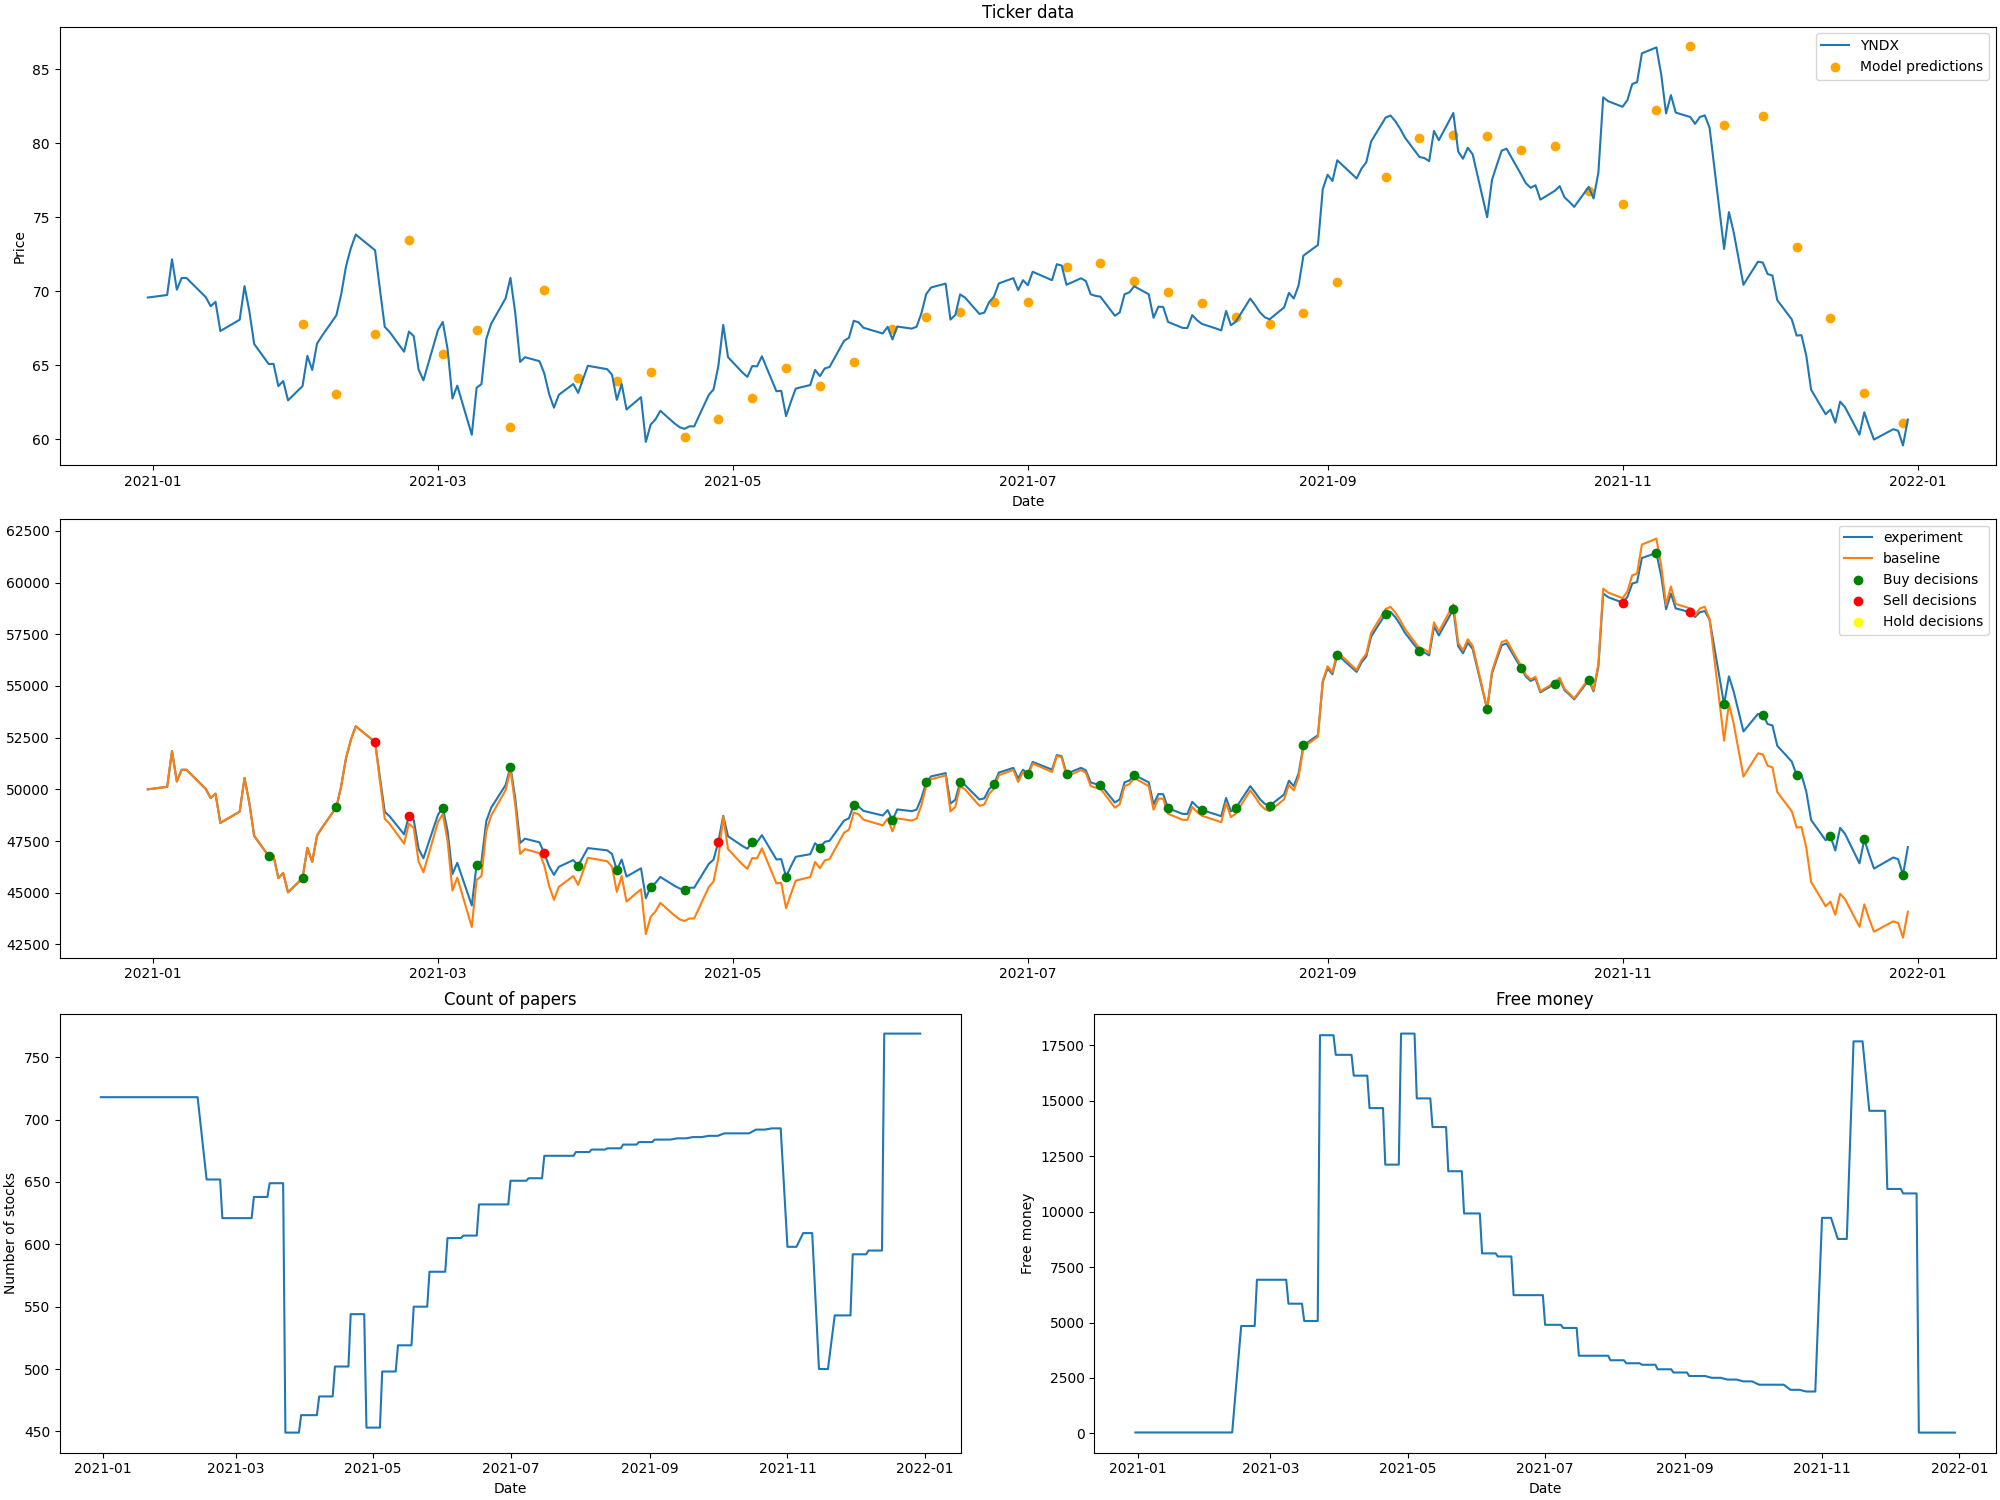 Ticker data
YNDX
Model predictions
85
80
75
70
65
60
Price
2021-01 2021-03 2021-05 2021-07 2021-09 2021-11 2022-01
Date
experiment
baseline
Buy decisions
Sell decisions
Hold decisions
62500
60000
57500
55000
52500
50000
47500
45000
42500
2021-01 2021-03 2021-05 2021-07 2021-09 2021-11 2022-01
Count of papers
750
700
650
600
550
500
450
Number of stocks
2021-01 2021-03 2021-05 2021-07 2021-09 2021-11 2022-01
Date
Free money
17500
15000
12500
10000
7500
5000
2500
0
Free money
2021-01 2021-03 2021-05 2021-07 2021-09 2021-11 2022-01
Date